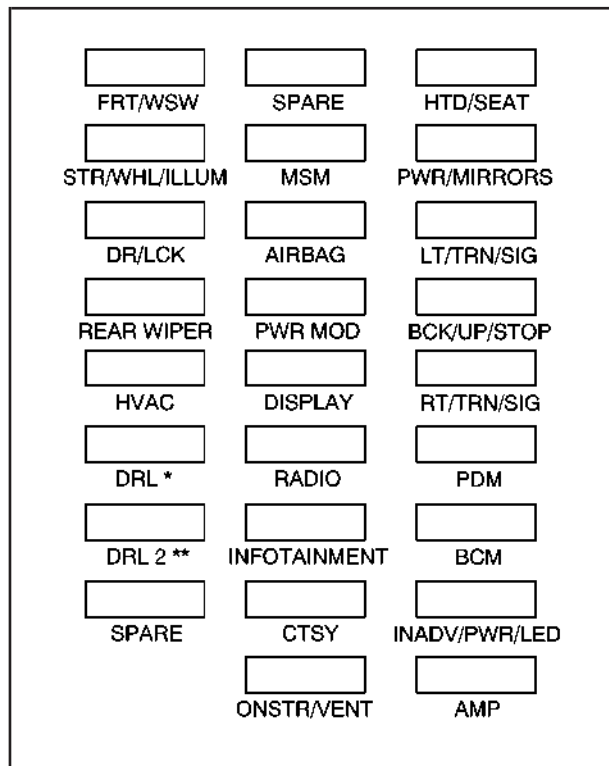 FRT/WSW SPARE HTD/SEAT
STR/WHL/ILLUM MSM PWR/MIRRORS
DR/LCK AIRBAG LT/TRN/SIG
REAR WIPER PWR MOD BCK/UP/STOP
HVAC DISPLAY RT/TRN/SIG
DRL * RADIO PDM
DRL 2 ** INFOTAINMENT BCM
SPARE CTSY INADV/PWR/LED
ONSTR/VENT AMP